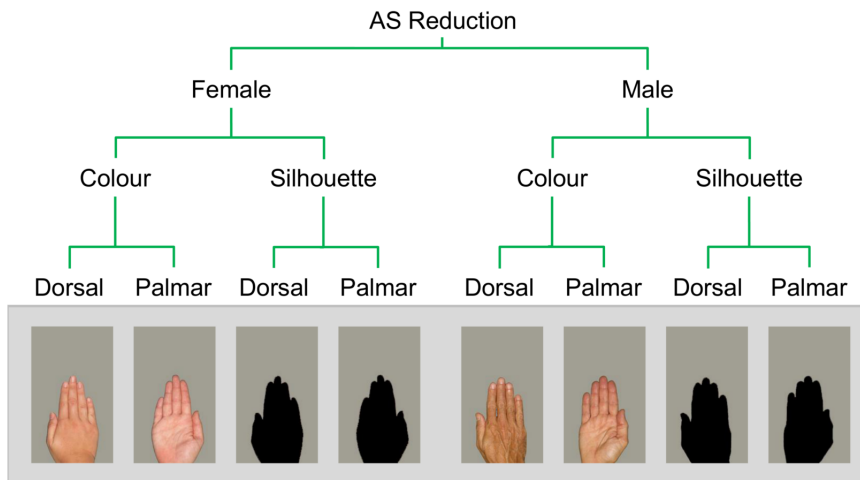 AS Reduction
Female Male
Colour Silhouette Colour Silhouette
Dorsal Palmar Dorsal Palmar Dorsal Palmar Dorsal Palmar